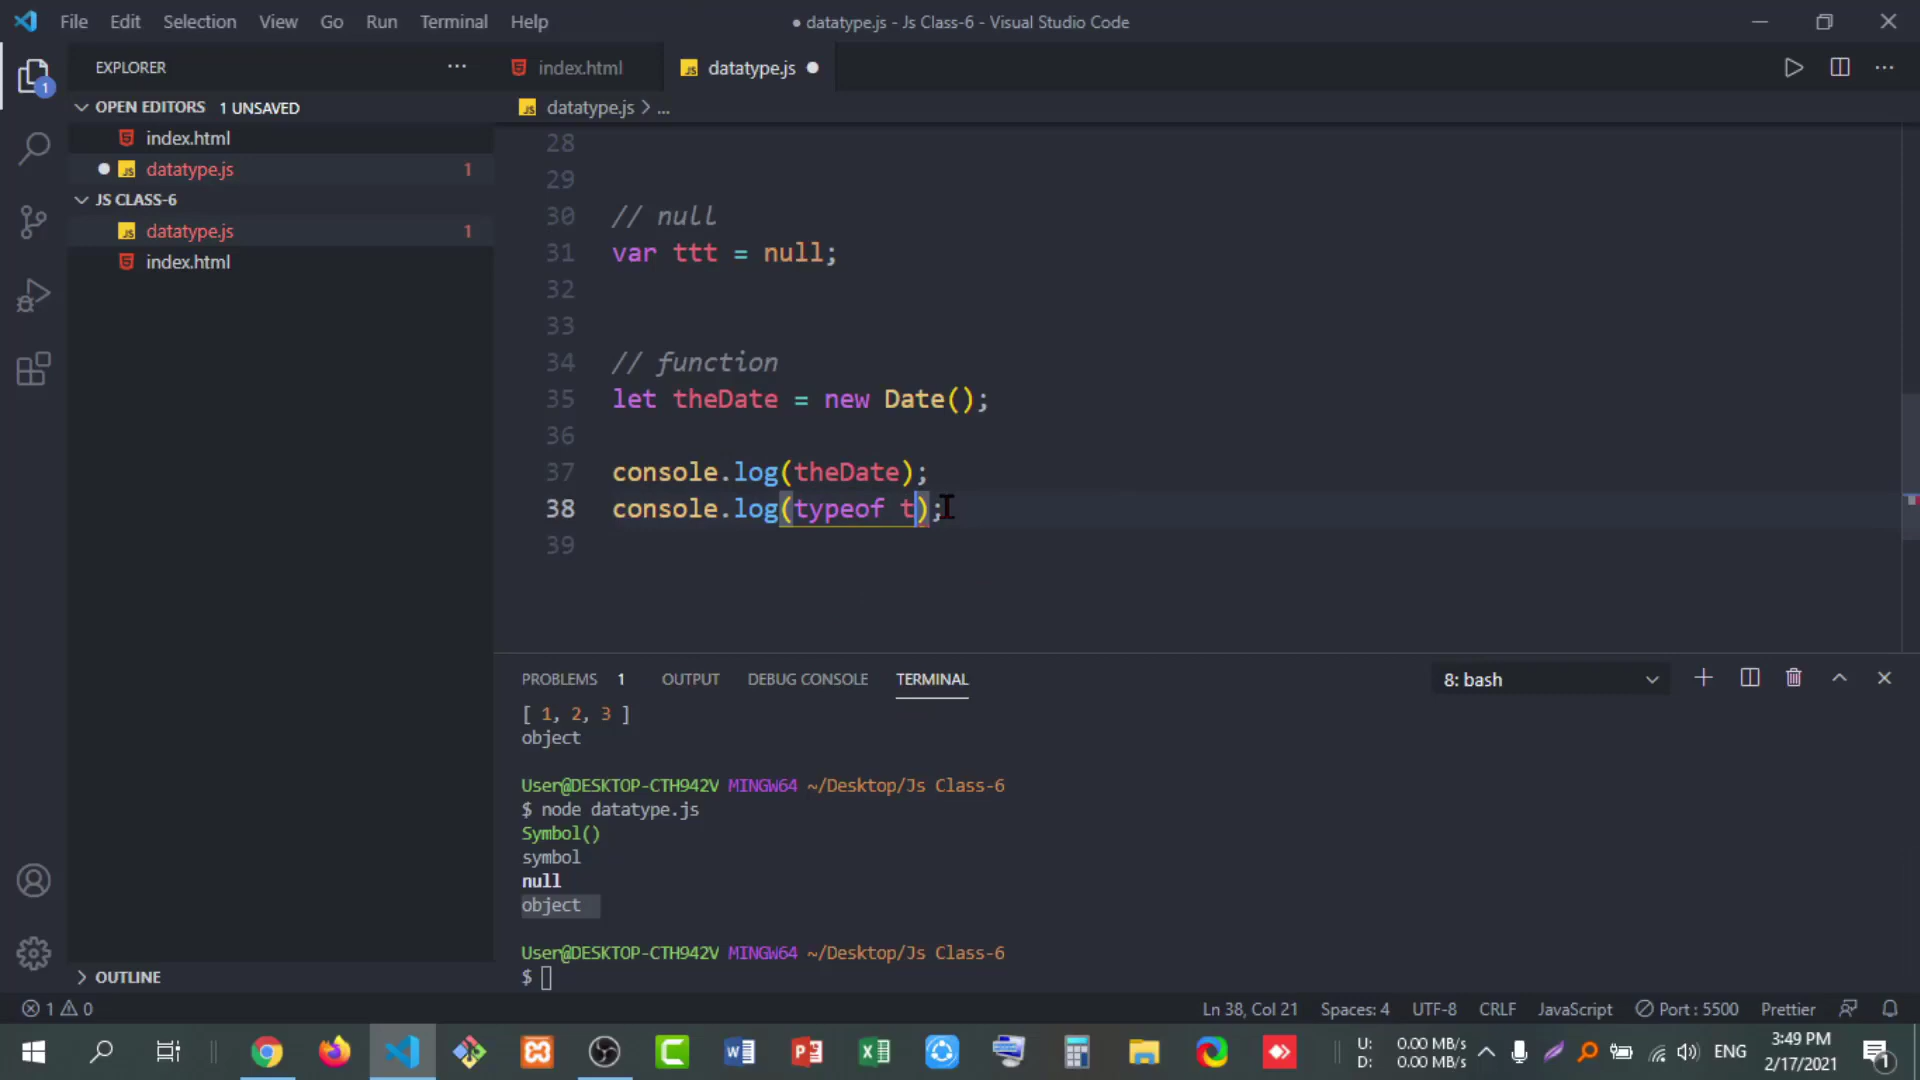 File Edit Selection View Go Run Terminal Help
● datatype.js - Js Class-6 - Visual Studio Code
EXPLORER
OPEN EDITORS 1 UNSAVED
index.html
datatype.js 1
JS CLASS-6
datatype.js 1
index.html
OUTLINE
1
index.html
datatype.js
datatype.js > ...
28
29
30 // null
31 var ttt = null;
32
33
34 // function
35 let theDate = new Date();
36
37 console.log(theDate);
38 console.log(typeof t);
39
PROBLEMS 1 OUTPUT DEBUG CONSOLE TERMINAL
8: bash
[ 1, 2, 3 ]
object
User@DESKTOP-CTH942V MINGW64 ~/Desktop/Js Class-6
$ node datatype.js
Symbol()
symbol
null
object
User@DESKTOP-CTH942V MINGW64 ~/Desktop/Js Class-6
$
1 0
Ln 38, Col 21 Spaces: 4 UTF-8 CRLF JavaScript Port : 5500 Prettier
U: 0.00 MB/s
D: 0.00 MB/s
ENG
3:49 PM
2/17/2021
1